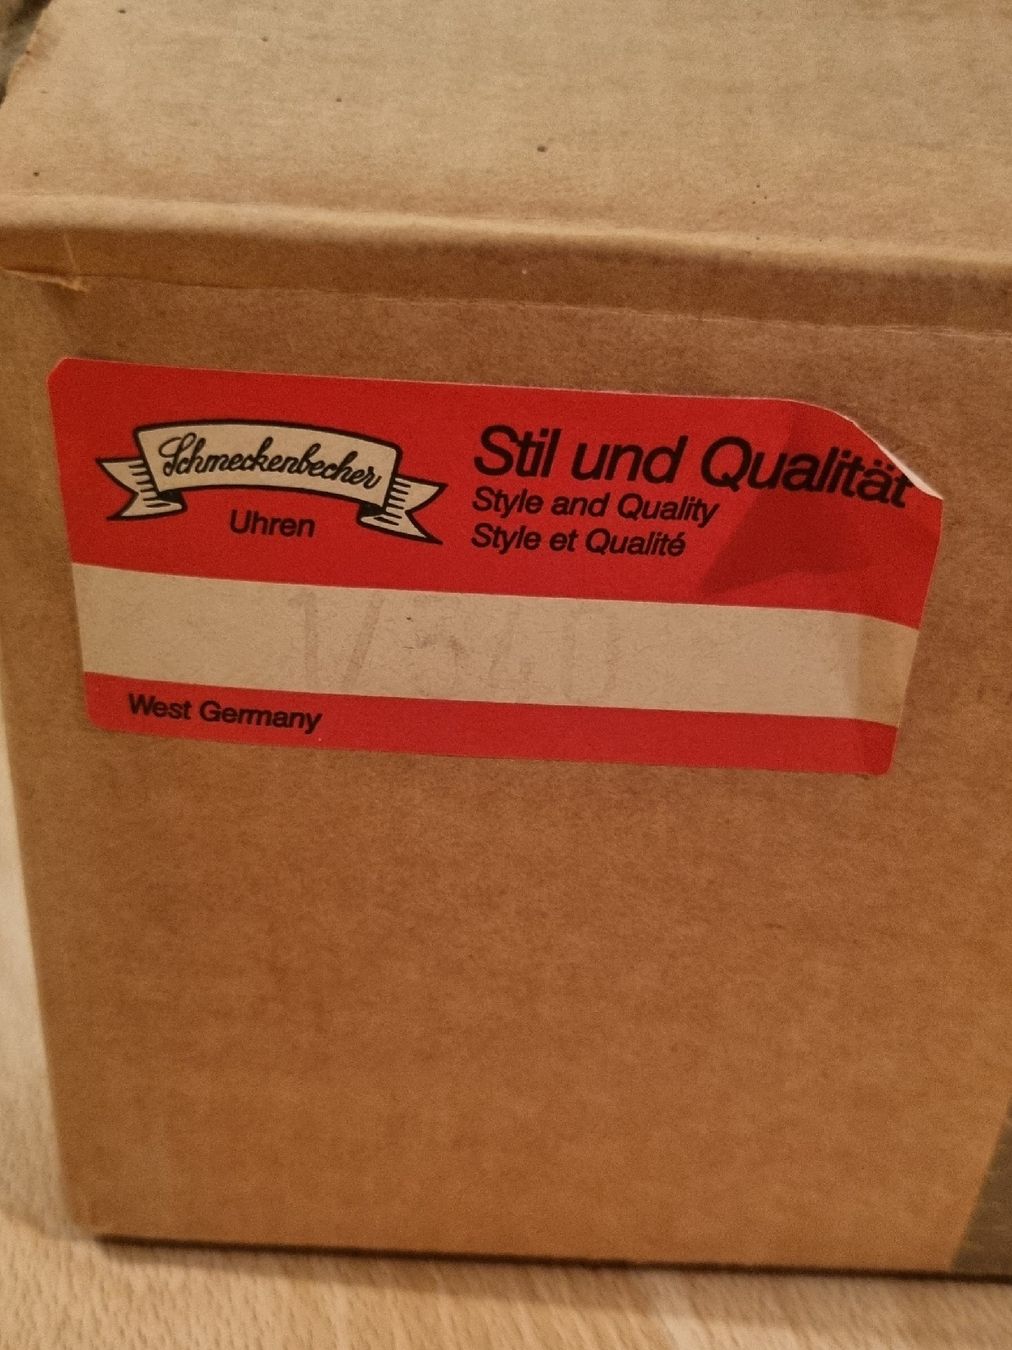 Schmeckenbecher
Uhren
Stil und Qualität
Style and Quality
Style et Qualité
West Germany